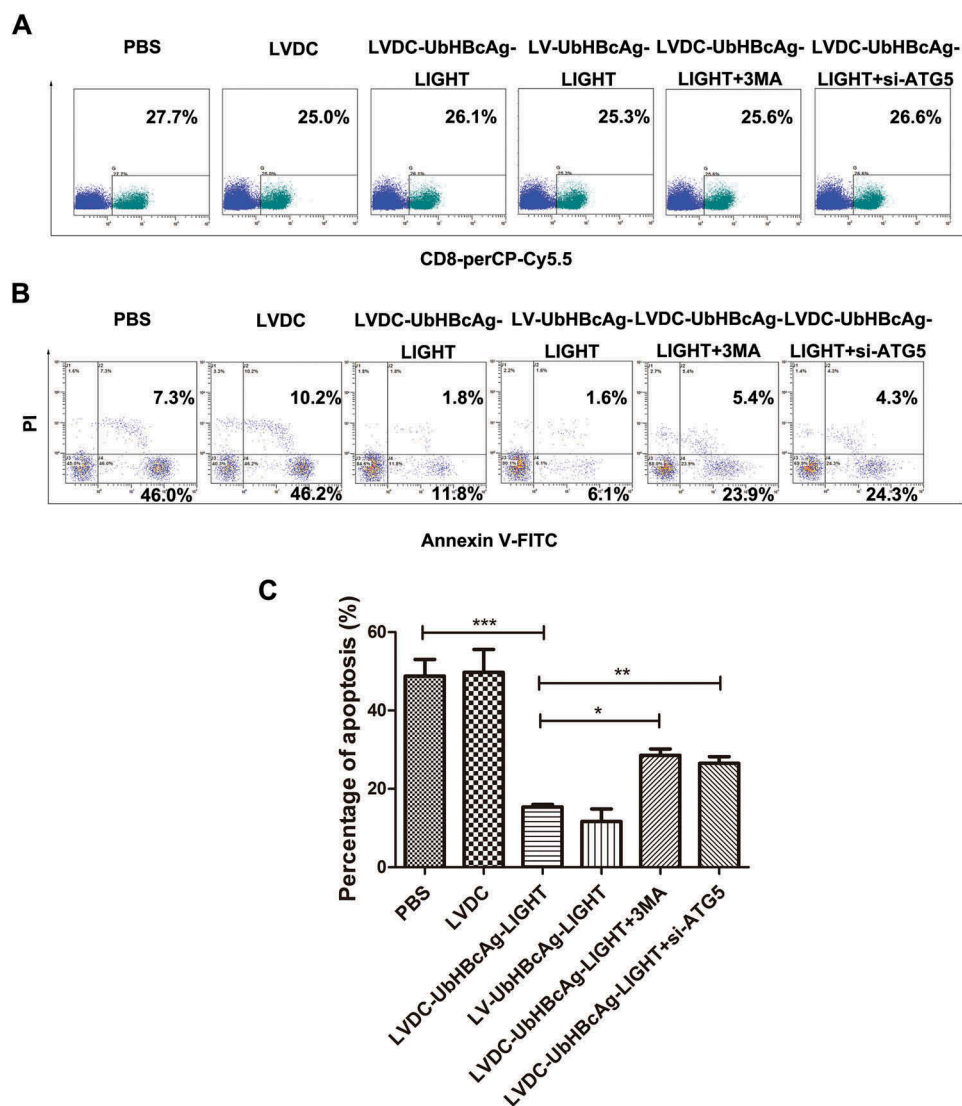 A
PBS
LVDC
LVDC-UbHBcAg-
LIGHT
LV-UbHBcAg-
LIGHT
LVDC-UbHBcAg-
LIGHT+3MA
LVDC-UbHBcAg-
LIGHT+si-ATG5
27.7%
25.0%
26.1%
25.3%
25.6%
26.6%
CD8-perCP-Cy5.5
B
PBS
LVDC
LVDC-UbHBcAg-
LIGHT
LV-UbHBcAg-
LIGHT
LVDC-UbHBcAg-
LIGHT+3MA
LVDC-UbHBcAg-
LIGHT+si-ATG5
PI
7.3%
10.2%
1.8%
1.6%
5.4%
4.3%
46.0%
46.2%
11.8%
6.1%
23.9%
24.3%
Annexin V-FITC
C
Percentage of apoptosis (%)
60
40
20
0
***
**
*
PBS
LVDC
LVDC-UbHBcAg-LIGHT
LV-UbHBcAg-LIGHT
LVDC-UbHBcAg-LIGHT+3MA
LVDC-UbHBcAg-LIGHT+si-ATG5